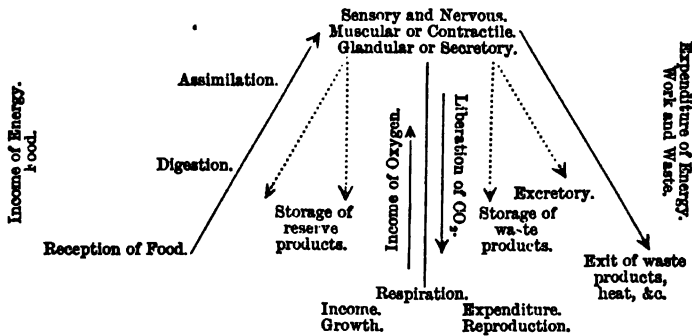 Sensory and Nervous.
Muscular or Contractile.
Glandular or Secretory.
Income of Energy.
Food.
Assimilation.
Digestion.
Reception of Food.
Storage of
reserve
products.
Income of Oxygen.
Liberation of CO₂.
Storage of
waste
products.
Excretory.
Expenditure of Energy.
Work and Waste.
Exit of waste
products,
heat, &c.
Respiration.
Income.
Growth.
Expenditure.
Reproduction.